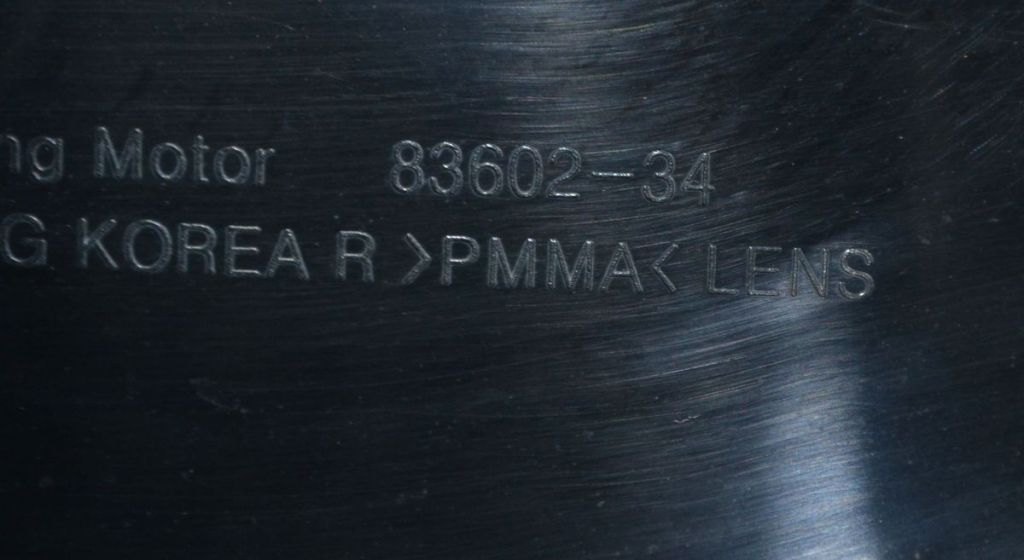 ng Motor 83602-34
G KOREA R >PMMA< LENS